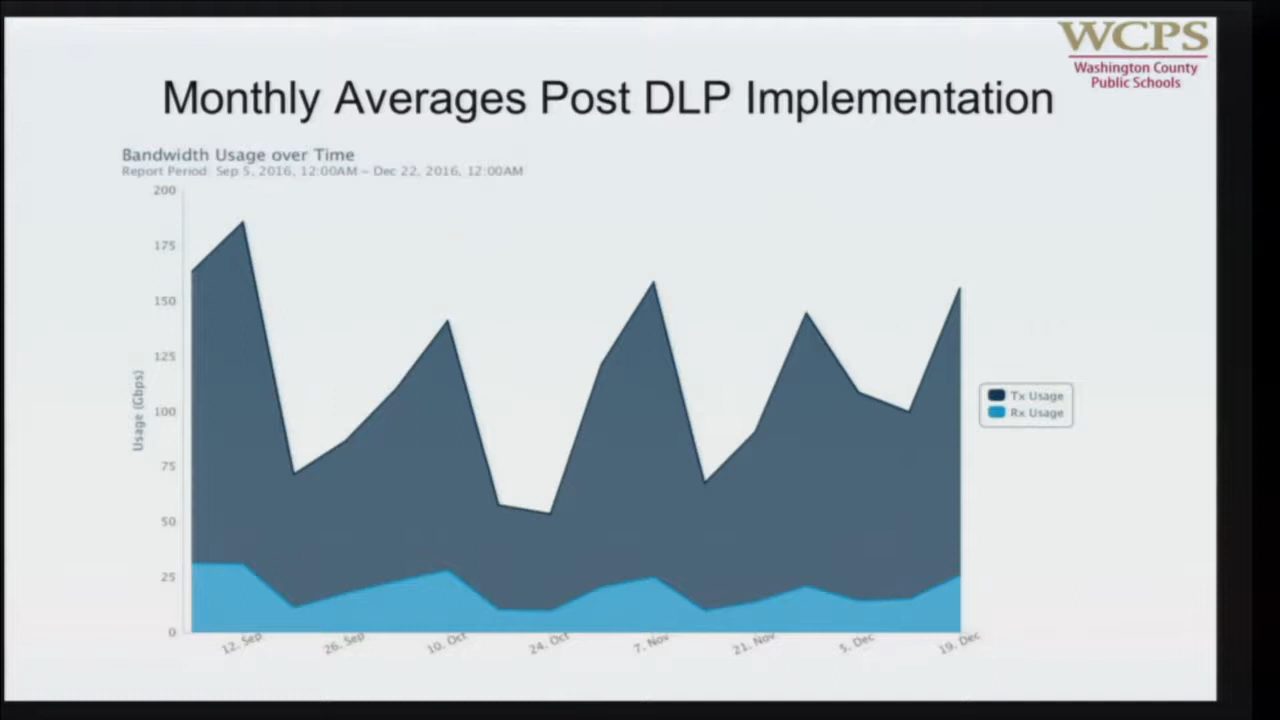 WCPS
Washington County
Public Schools
Monthly Averages Post DLP Implementation
Bandwidth Usage over Time
Report Period: Sep 5, 2016, 12:00AM – Dec 22, 2016, 12:00AM
200
175
150
125
100
75
50
25
0
Usage (Gbps)
12. Sep
26. Sep
10. Oct
24. Oct
7. Nov
21. Nov
5. Dec
19. Dec
Tx Usage
Rx Usage